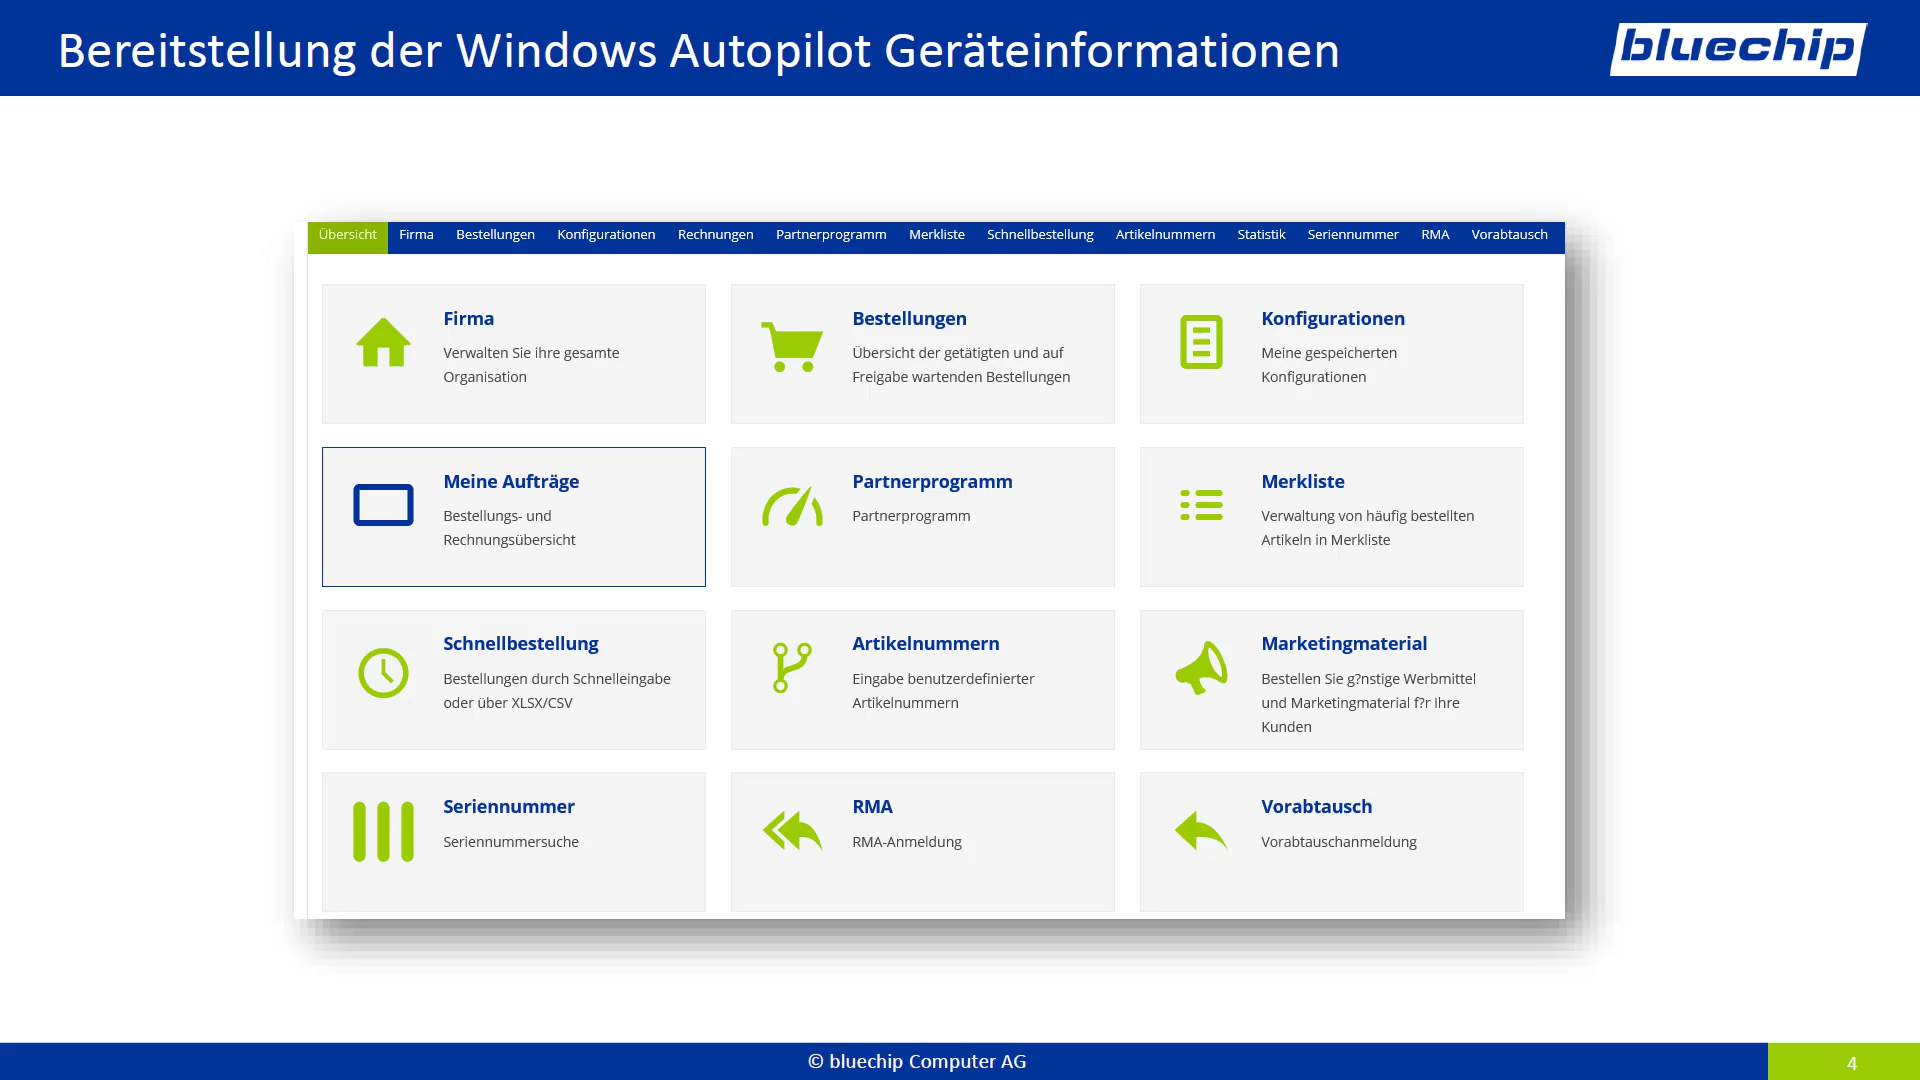 Bereitstellung der Windows Autopilot Geräteinformationen
bluechip
Übersicht Firma Bestellungen Konfigurationen Rechnungen Partnerprogramm Merkliste Schnellbestellung Artikelnummern Statistik Seriennummer RMA Vorabtausch
Firma
Verwalten Sie ihre gesamte
Organisation
Bestellungen
Übersicht der getätigten und auf
Freigabe wartenden Bestellungen
Konfigurationen
Meine gespeicherten
Konfigurationen
Meine Aufträge
Bestellungs- und
Rechnungsübersicht
Partnerprogramm
Partnerprogramm
Merkliste
Verwaltung von häufig bestellten
Artikeln in Merkliste
Schnellbestellung
Bestellungen durch Schnelleingabe
oder über XLSX/CSV
Artikelnummern
Eingabe benutzerdefinierter
Artikelnummern
Marketingmaterial
Bestellen Sie g?nstige Werbmittel
und Marketingmaterial f?r Ihre
Kunden
Seriennummer
Seriennummersuche
RMA
RMA-Anmeldung
Vorabtausch
Vorabtauschanmeldung
© bluechip Computer AG
4